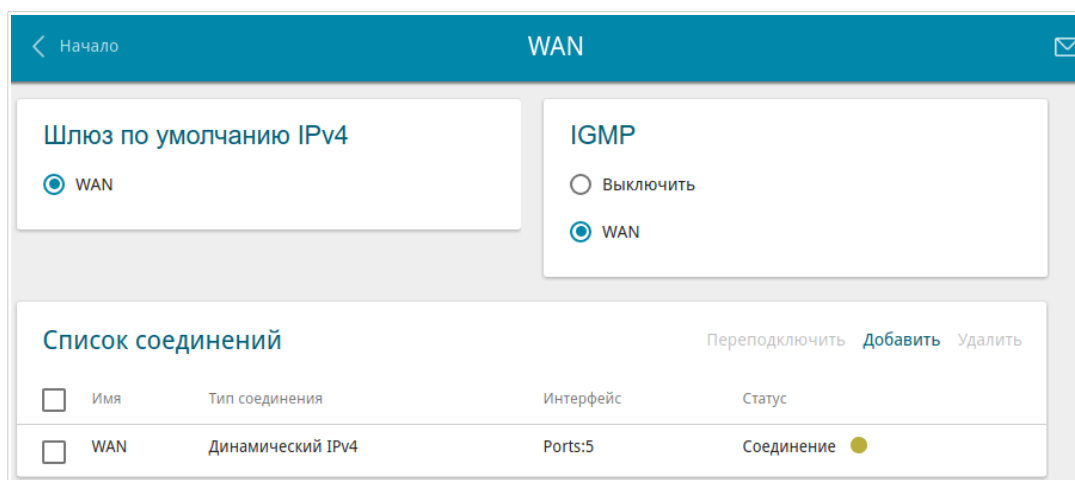 Начало
WAN
Шлюз по умолчанию IPv4
WAN
IGMP
Выключить
WAN
Список соединений
Переподключить Добавить Удалить
Имя Тип соединения Интерфейс Статус
WAN Динамический IPv4 Ports:5 Соединение